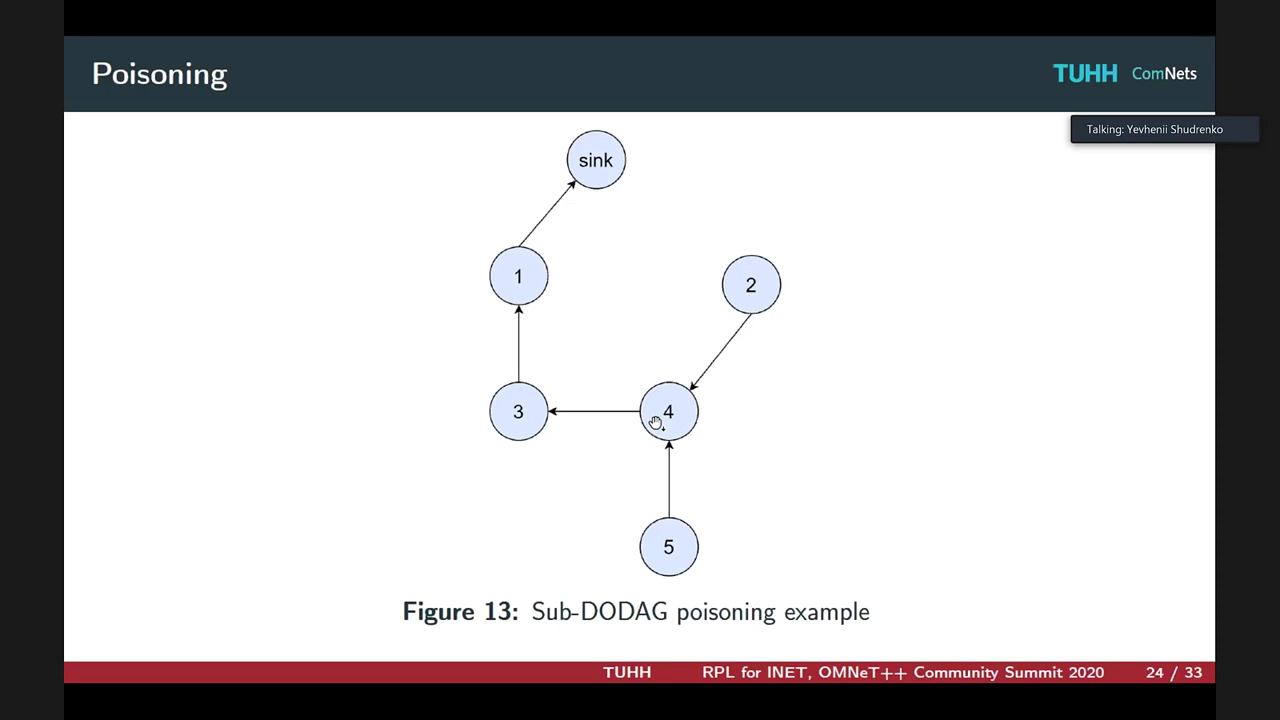 Poisoning
TUHH ComNets
Talking: Yevhenii Shudrenko
sink
1
2
3
4
5
Figure 13: Sub-DODAG poisoning example
TUHH RPL for INET, OMNeT++ Community Summit 2020 24 / 33